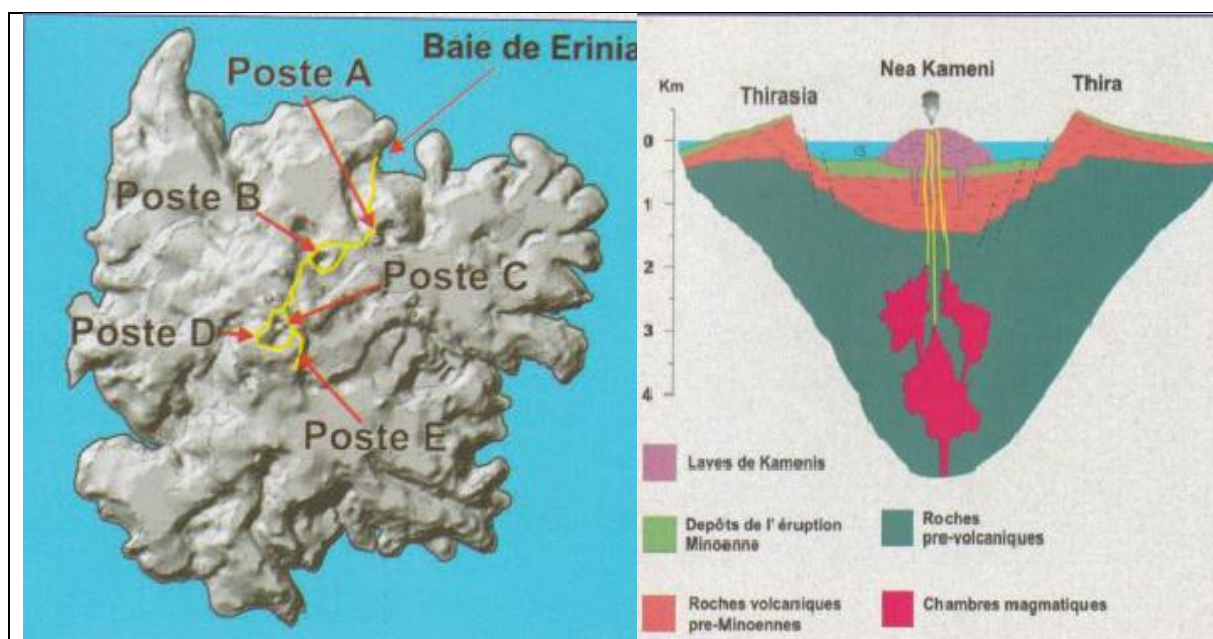 Baie de Erinia
Poste A
Poste B
Poste C
Poste D
Poste E
Nea Kameni
Km
Thirasia
Thira
0
1
2
3
4
Laves de Kamenis
Depôts de l' éruption
Minoenne
Roches
pre-volcaniques
Roches volcaniques
pre-Minoennes
Chambres magmatiques